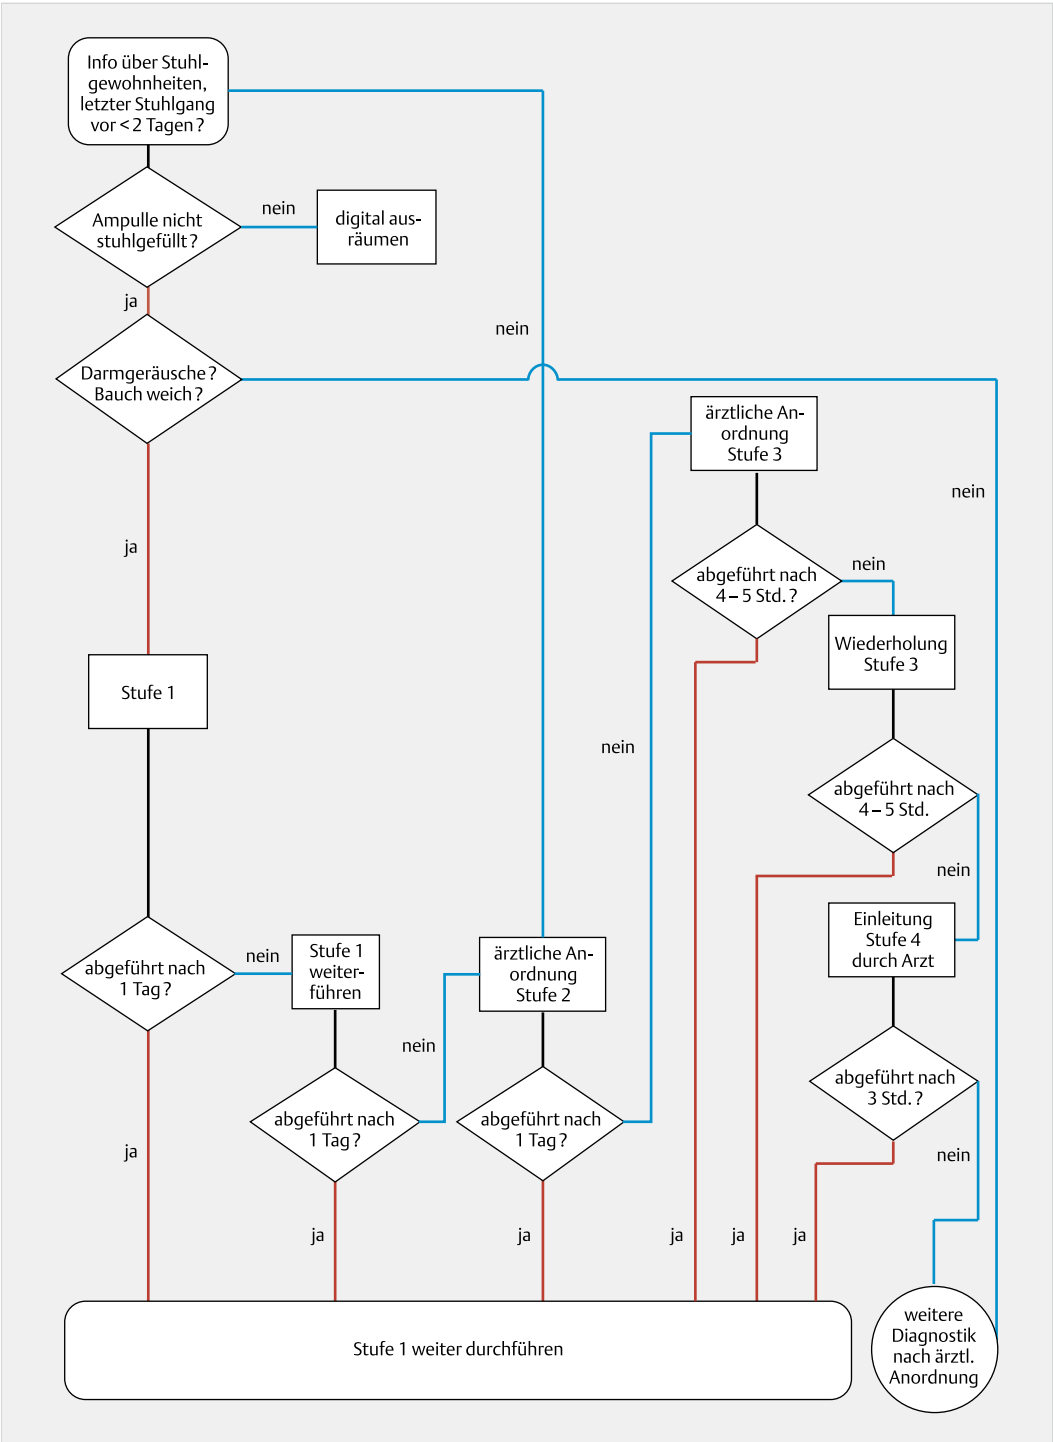 Info über Stuhl-
gewohnheiten,
letzter Stuhlgang
vor < 2 Tagen ?
Ampulle nicht
stuhlgefüllt ?
nein
digital aus-
räumen
ja
nein
Darmgeräusche ?
Bauch weich ?
ärztliche An-
ordnung
Stufe 3
nein
ja
abgeführt nach
4 – 5 Std. ?
nein
Wiederholung
Stufe 3
Stufe 1
nein
abgeführt nach
4 – 5 Std.
nein
Einleitung
Stufe 4
durch Arzt
abgeführt nach
1 Tag ?
nein
Stufe 1
weiter-
führen
ärztliche An-
ordnung
Stufe 2
nein
abgeführt nach
3 Std. ?
abgeführt nach
1 Tag ?
abgeführt nach
1 Tag ?
ja
nein
ja
ja
ja
ja
ja
Stufe 1 weiter durchführen
weitere
Diagnostik
nach ärztl.
Anordnung